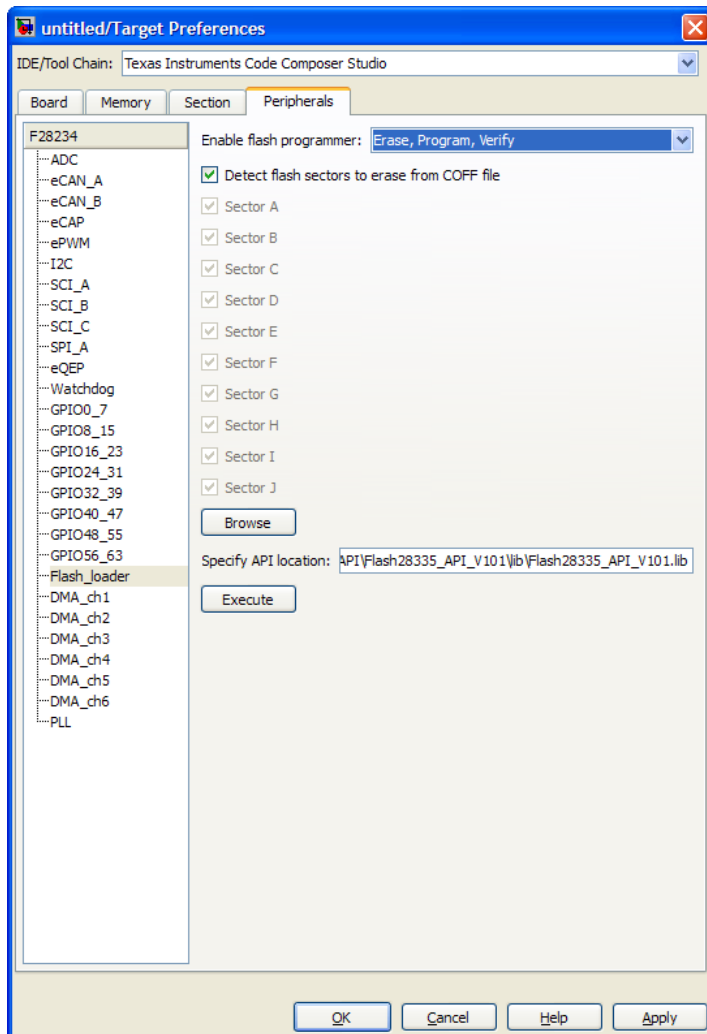 untitled/Target Preferences
IDE/Tool Chain: Texas Instruments Code Composer Studio
Board Memory Section Peripherals
F28234
ADC
eCAN_A
eCAN_B
eCAP
ePWM
I2C
SCI_A
SCI_B
SCI_C
SPI_A
eQEP
Watchdog
GPIO0_7
GPIO8_15
GPIO16_23
GPIO24_31
GPIO32_39
GPIO40_47
GPIO48_55
GPIO56_63
Flash_loader
DMA_ch1
DMA_ch2
DMA_ch3
DMA_ch4
DMA_ch5
DMA_ch6
PLL
Enable flash programmer: Erase, Program, Verify
Detect flash sectors to erase from COFF file
Sector A
Sector B
Sector C
Sector D
Sector E
Sector F
Sector G
Sector H
Sector I
Sector J
Browse
Specify API location: API\Flash28335_API_V101\lib\Flash28335_API_V101.lib
Execute
OK Cancel Help Apply